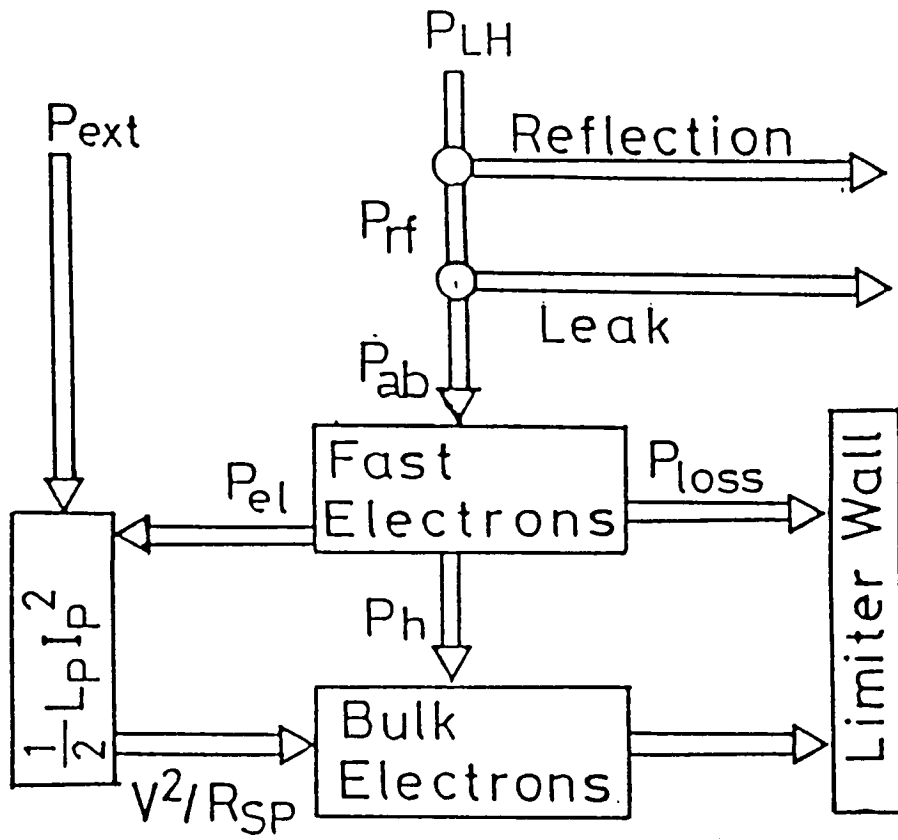 P_LH
P_ext
Reflection
P_rf
Leak
P_ab
Fast
Electrons
P_el
P_loss
Limiter Wall
1/2 L_P I_P^2
P_h
Bulk
Electrons
V^2/R_SP